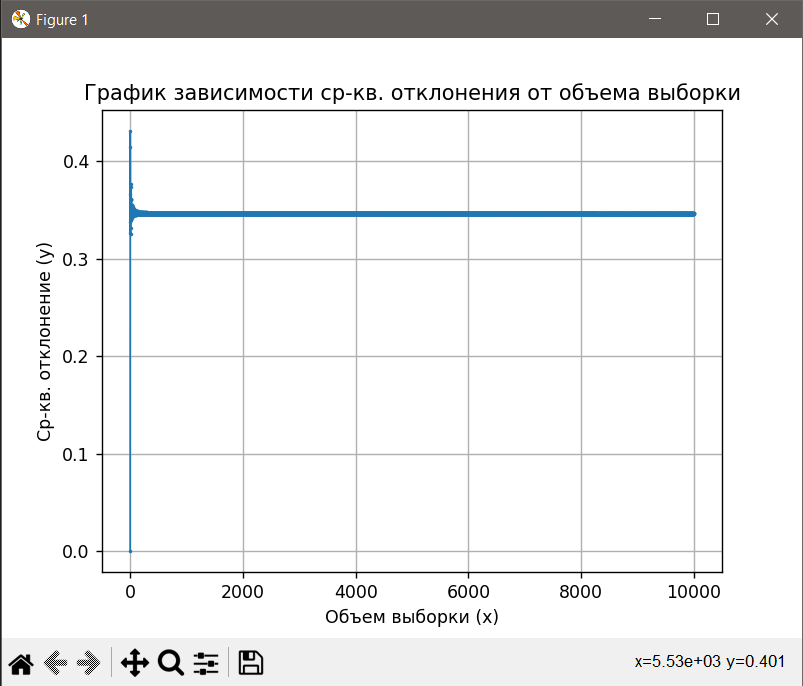 Figure 1
График зависимости ср-кв. отклонения от объема выборки
0.4
0.3
0.2
0.1
0.0
Ср-кв. отклонение (y)
0 2000 4000 6000 8000 10000
Объем выборки (x)
x=5.53e+03 y=0.401